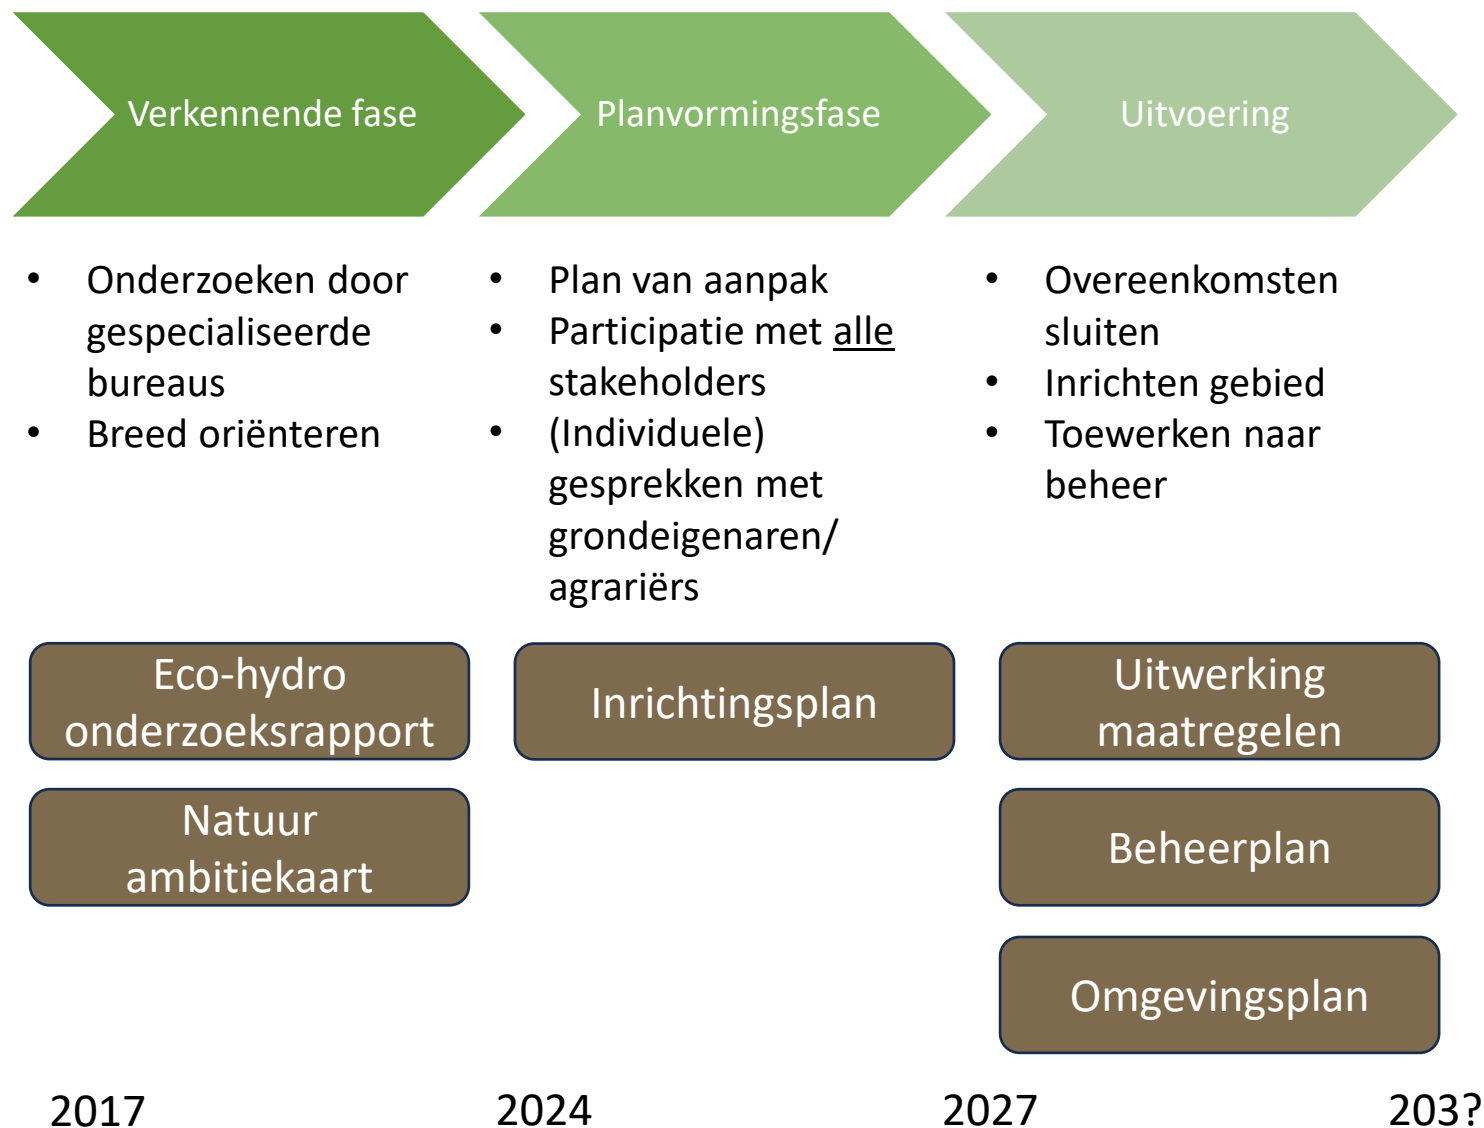 Verkennende fase
Planvormingsfase
Uitvoering
• Onderzoeken door
gespecialiseerde
bureaus
• Breed oriënteren
• Plan van aanpak
• Participatie met alle
stakeholders
• (Individuele)
gesprekken met
grondeigenaren/
agrariërs
• Overeenkomsten
sluiten
• Inrichten gebied
• Toewerken naar
beheer
Eco-hydro
onderzoeksrapport
Natuur
ambitiekaart
Inrichtingsplan
Uitwerking
maatregelen
Beheerplan
Omgevingsplan
2017
2024
2027
203?